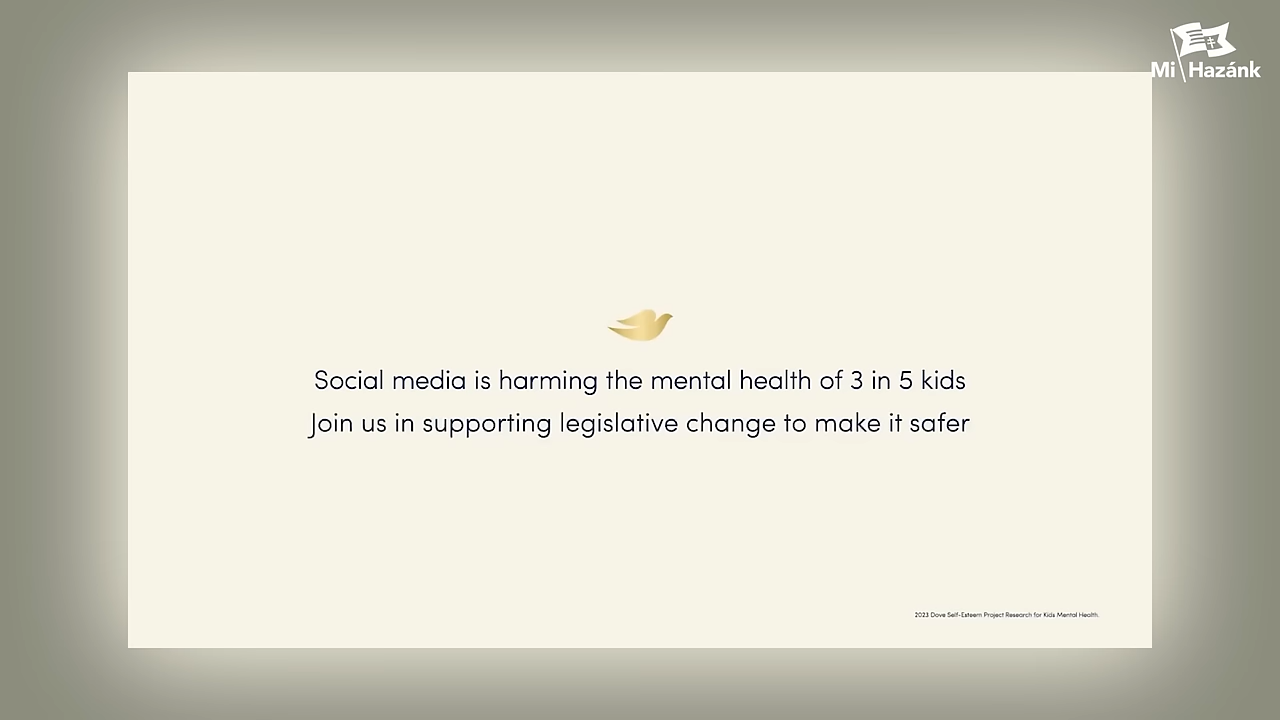 Mi Hazánk
Social media is harming the mental health of 3 in 5 kids
Join us in supporting legislative change to make it safer
2023 Dove Self-Esteem Project Research for Kids Mental Health.